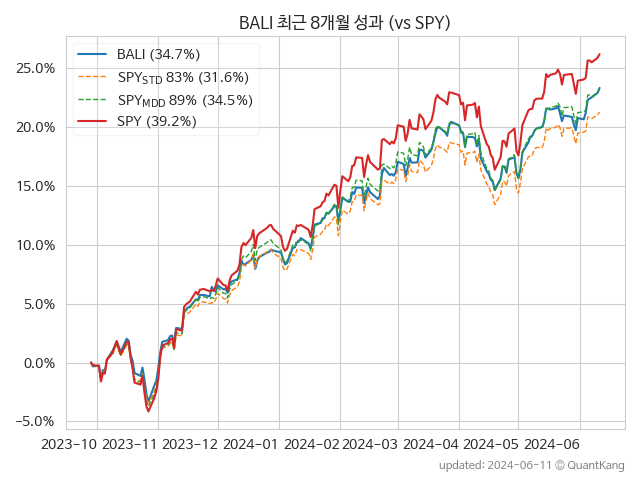 BALI 최근 8개월 성과 (vs SPY)
BALI (34.7%)
SPY_STD 83% (31.6%)
SPY_MDD 89% (34.5%)
SPY (39.2%)
25.0%
20.0%
15.0%
10.0%
5.0%
0.0%
−5.0%
2023-10 2023-11 2023-12 2024-01 2024-02 2024-03 2024-04 2024-05 2024-06
updated: 2024-06-11 © QuantKang